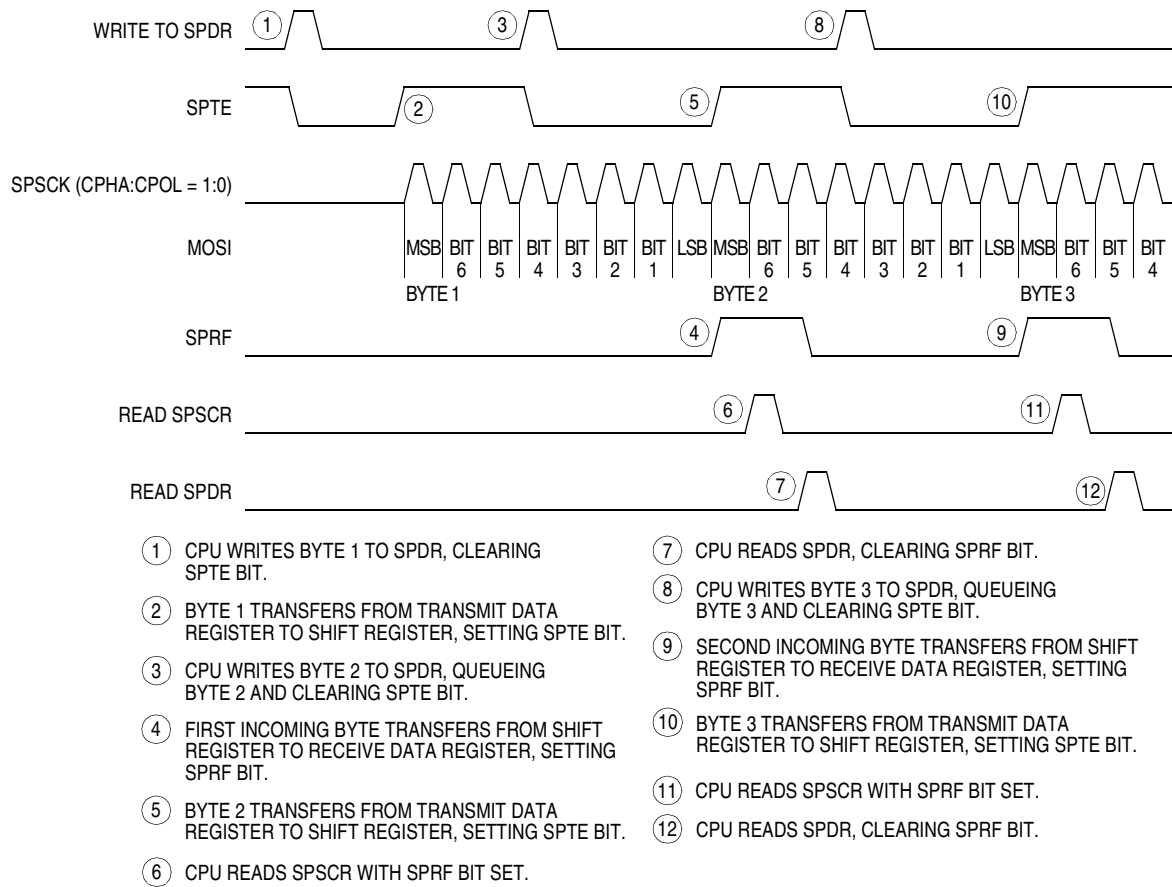 1 3 8
WRITE TO SPDR
SPTE
2 5 10
SPSCK (CPHA:CPOL = 1:0)
MOSI
MSB BIT 6 BIT 5 BIT 4 BIT 3 BIT 2 BIT 1 LSB MSB BIT 6 BIT 5 BIT 4 BIT 3 BIT 2 BIT 1 LSB MSB BIT 6 BIT 5 BIT 4
BYTE 1 BYTE 2 BYTE 3
SPRF
4 9
READ SPSCR
6 11
READ SPDR
7 12
1 CPU WRITES BYTE 1 TO SPDR, CLEARING
SPTE BIT.
2 BYTE 1 TRANSFERS FROM TRANSMIT DATA
REGISTER TO SHIFT REGISTER, SETTING SPTE BIT.
3 CPU WRITES BYTE 2 TO SPDR, QUEUEING
BYTE 2 AND CLEARING SPTE BIT.
4 FIRST INCOMING BYTE TRANSFERS FROM SHIFT
REGISTER TO RECEIVE DATA REGISTER, SETTING
SPRF BIT.
5 BYTE 2 TRANSFERS FROM TRANSMIT DATA
REGISTER TO SHIFT REGISTER, SETTING SPTE BIT.
6 CPU READS SPSCR WITH SPRF BIT SET.
7 CPU READS SPDR, CLEARING SPRF BIT.
8 CPU WRITES BYTE 3 TO SPDR, QUEUEING
BYTE 3 AND CLEARING SPTE BIT.
9 SECOND INCOMING BYTE TRANSFERS FROM SHIFT
REGISTER TO RECEIVE DATA REGISTER, SETTING
SPRF BIT.
10 BYTE 3 TRANSFERS FROM TRANSMIT DATA
REGISTER TO SHIFT REGISTER, SETTING SPTE BIT.
11 CPU READS SPSCR WITH SPRF BIT SET.
12 CPU READS SPDR, CLEARING SPRF BIT.